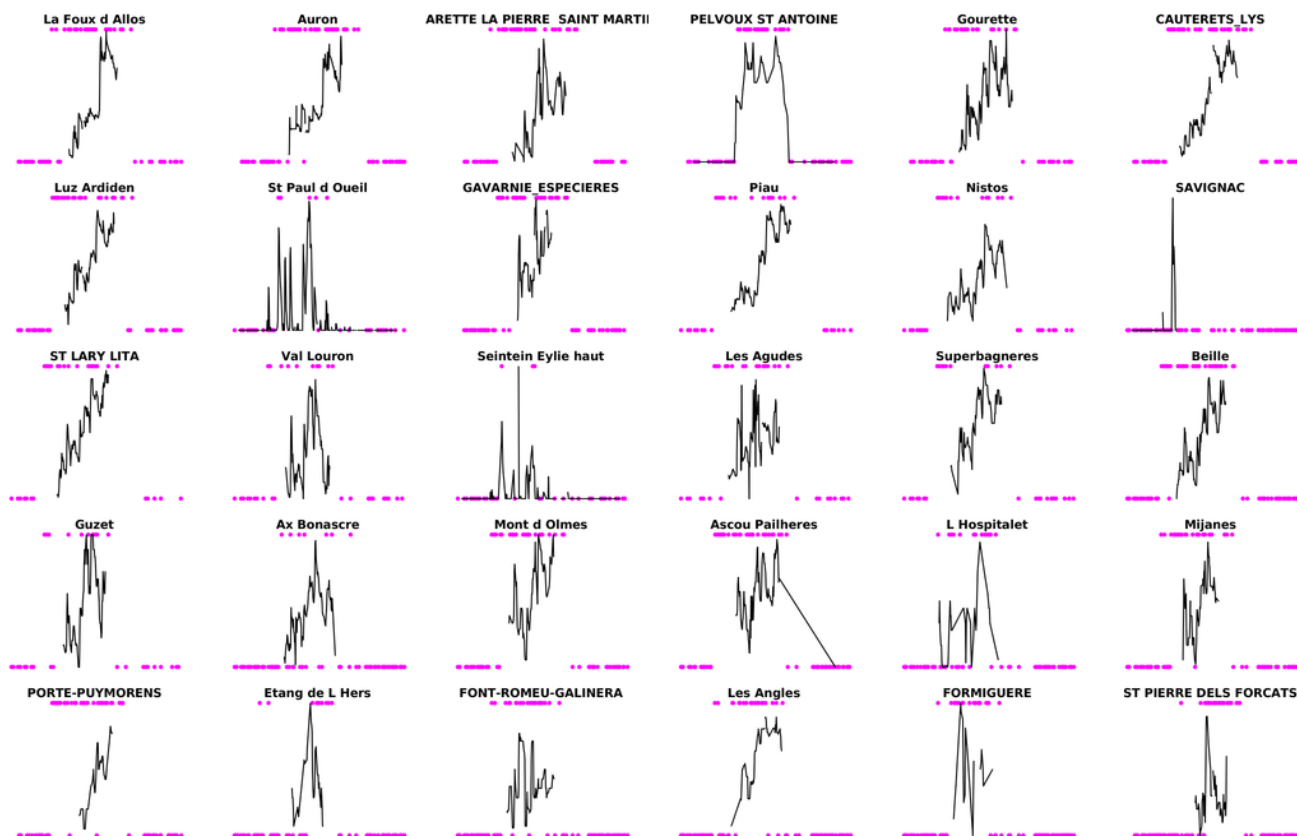 La Foux d Allos
Auron
ARETTE LA PIERRE SAINT MARTI
PELVOUX ST ANTOINE
Gourette
CAUTERETS_LYS
Luz Ardiden
St Paul d Oueil
GAVARNIE_ESPECIERES
Piau
Nistos
SAVIGNAC
ST LARY LITA
Val Louron
Seintein Eylie haut
Les Agudes
Superbagneres
Beille
Guzet
Ax Bonascre
Mont d Olmes
Ascou Pailheres
L Hospitalet
Mijanes
PORTE-PUYMORENS
Etang de L Hers
FONT-ROMEU-GALINERA
Les Angles
FORMIGUERE
ST PIERRE DELS FORCATS